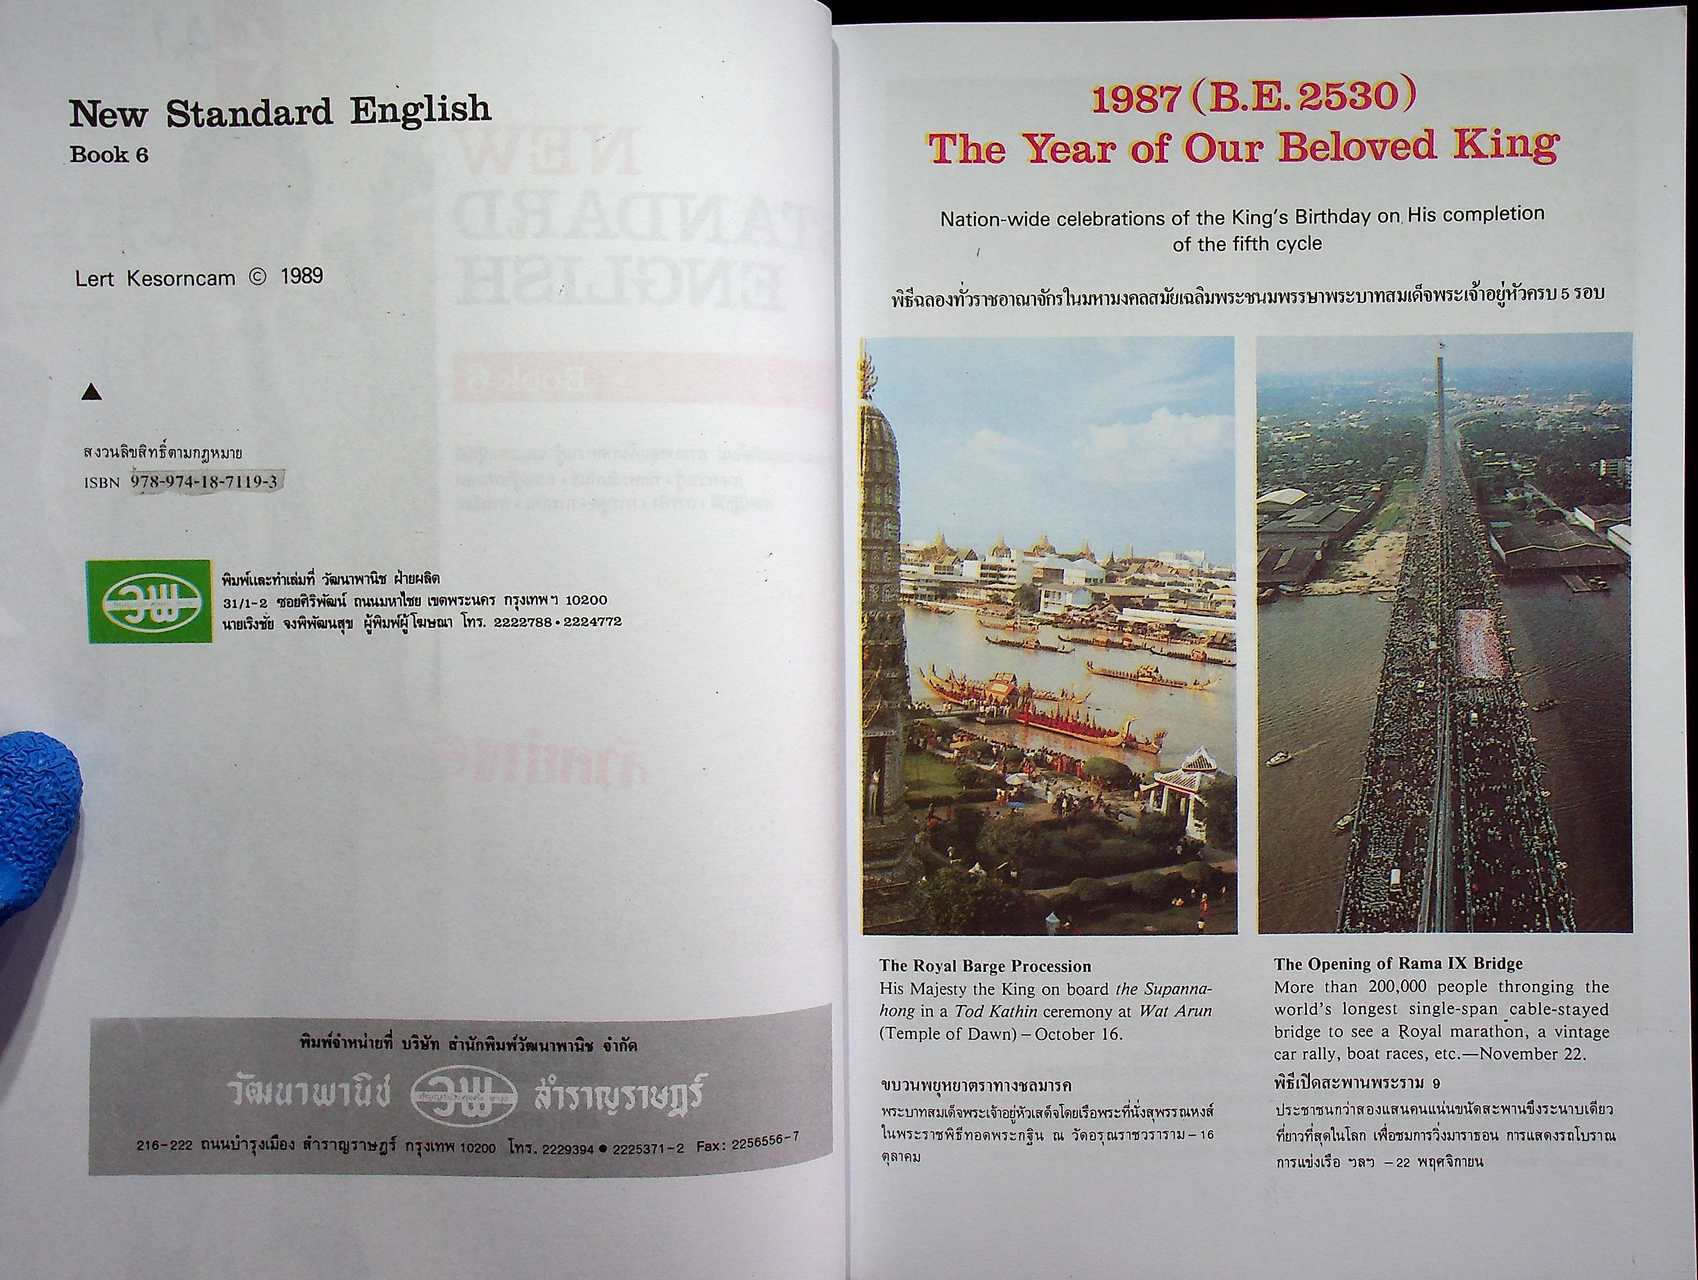 New Standard English
Book 6
Lert Kesorncam © 1989
▲
สงวนลิขสิทธิ์ตามกฎหมาย
ISBN 978-974-18-7119-3
วพ
พิมพ์และทำเล่มที่ วัฒนาพานิช ฝ่ายผลิต
31/1-2 ซอยศิริพัฒน์ ถนนมหาไชย เขตพระนคร กรุงเทพฯ 10200
นายเริงชัย จงพิพัฒนสุข ผู้พิมพ์ผู้โฆษณา โทร. 2222788 • 2224772
พิมพ์จำหน่ายที่ บริษัท สำนักพิมพ์วัฒนาพานิช จำกัด
วัฒนาพานิช วพ สำราญราษฎร์
216-222 ถนนบำรุงเมือง สำราญราษฎร์ กรุงเทพ 10200 โทร. 2229394 ● 2225371-2 Fax: 2256556-7
1987 (B.E. 2530)
The Year of Our Beloved King
Nation-wide celebrations of the King's Birthday on His completion
of the fifth cycle
พิธีฉลองทั่วราชอาณาจักรในมหามงคลสมัยเฉลิมพระชนมพรรษาพระบาทสมเด็จพระเจ้าอยู่หัวครบ 5 รอบ
The Royal Barge Procession
His Majesty the King on board the Supanna-
hong in a Tod Kathin ceremony at Wat Arun
(Temple of Dawn) – October 16.
ขบวนพยุหยาตราทางชลมารค
พระบาทสมเด็จพระเจ้าอยู่หัวเสด็จโดยเรือพระที่นั่งสุพรรณหงส์
ในพระราชพิธีทอดพระกฐิน ณ วัดอรุณราชวราราม – 16
ตุลาคม
The Opening of Rama IX Bridge
More than 200,000 people thronging the
world's longest single-span cable-stayed
bridge to see a Royal marathon, a vintage
car rally, boat races, etc.—November 22.
พิธีเปิดสะพานพระราม 9
ประชาชนกว่าสองแสนคนแน่นขนัดสะพานขึงระนาบเดียว
ที่ยาวที่สุดในโลก เพื่อชมการวิ่งมาราธอน การแสดงรถโบราณ
การแข่งเรือ ฯลฯ – 22 พฤศจิกายน